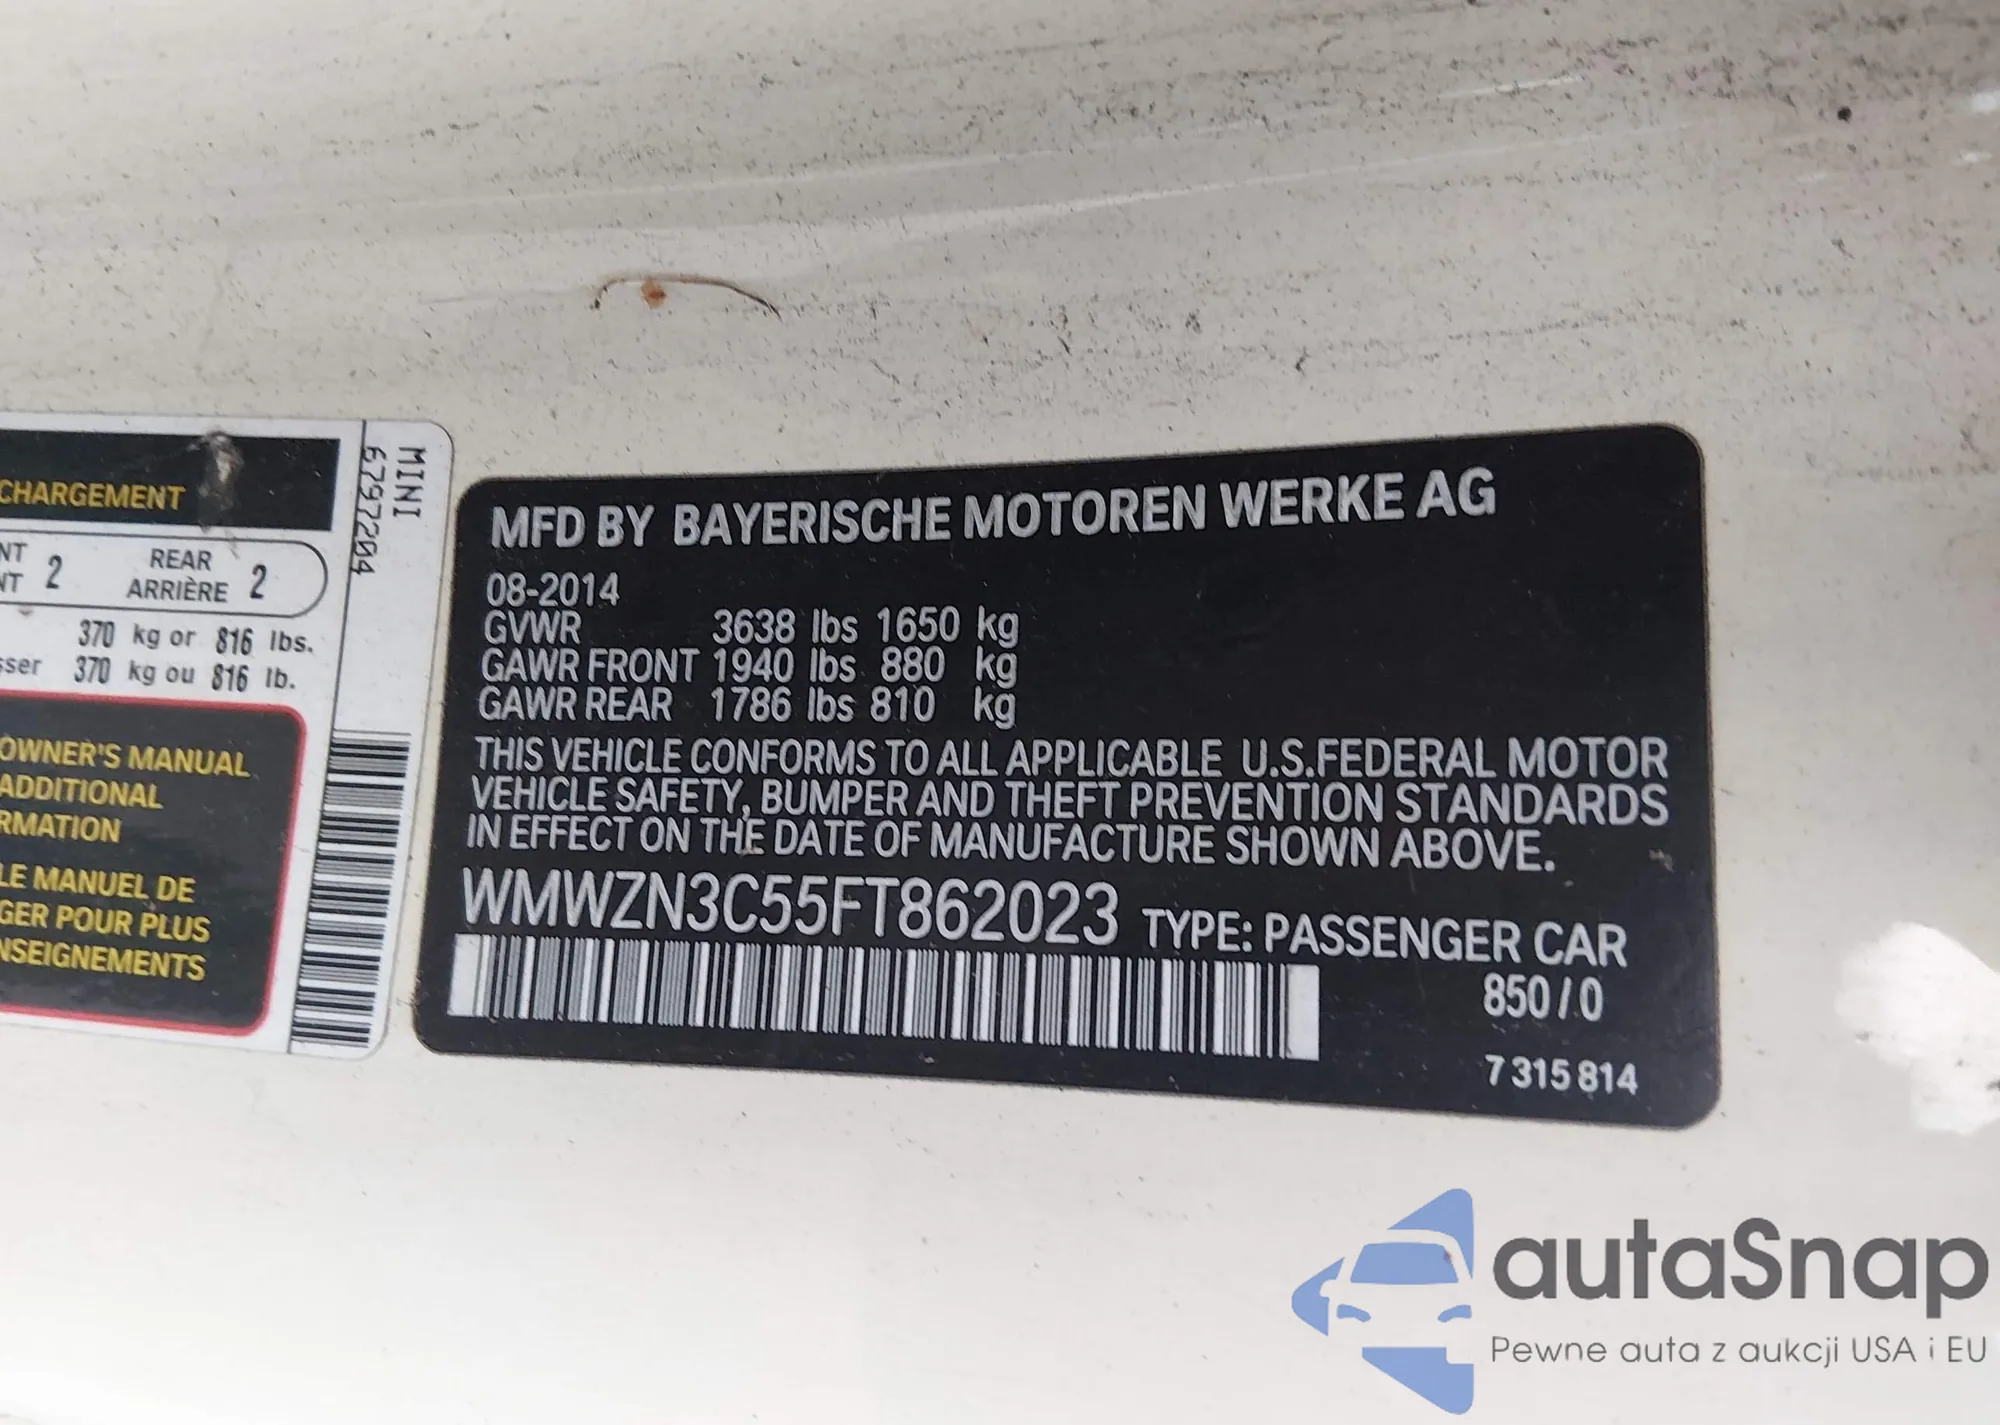 CHARGEMENT
NT 2 REAR 2
NT ARRIÈRE
370 kg or 816 lbs.
sser 370 kg ou 816 lb.
OWNER'S MANUAL
ADDITIONAL
RMATION
LE MANUEL DE
GER POUR PLUS
NSEIGNEMENTS
MINI
6797204
MFD BY BAYERISCHE MOTOREN WERKE AG
08-2014
GVWR 3638 lbs 1650 kg
GAWR FRONT 1940 lbs 880 kg
GAWR REAR 1786 lbs 810 kg
THIS VEHICLE CONFORMS TO ALL APPLICABLE U.S.FEDERAL MOTOR
VEHICLE SAFETY, BUMPER AND THEFT PREVENTION STANDARDS
IN EFFECT ON THE DATE OF MANUFACTURE SHOWN ABOVE.
WMWZN3C55FT862023 TYPE: PASSENGER CAR
850/0
7 315 814
autaSnap
Pewne auta z aukcji USA i EU